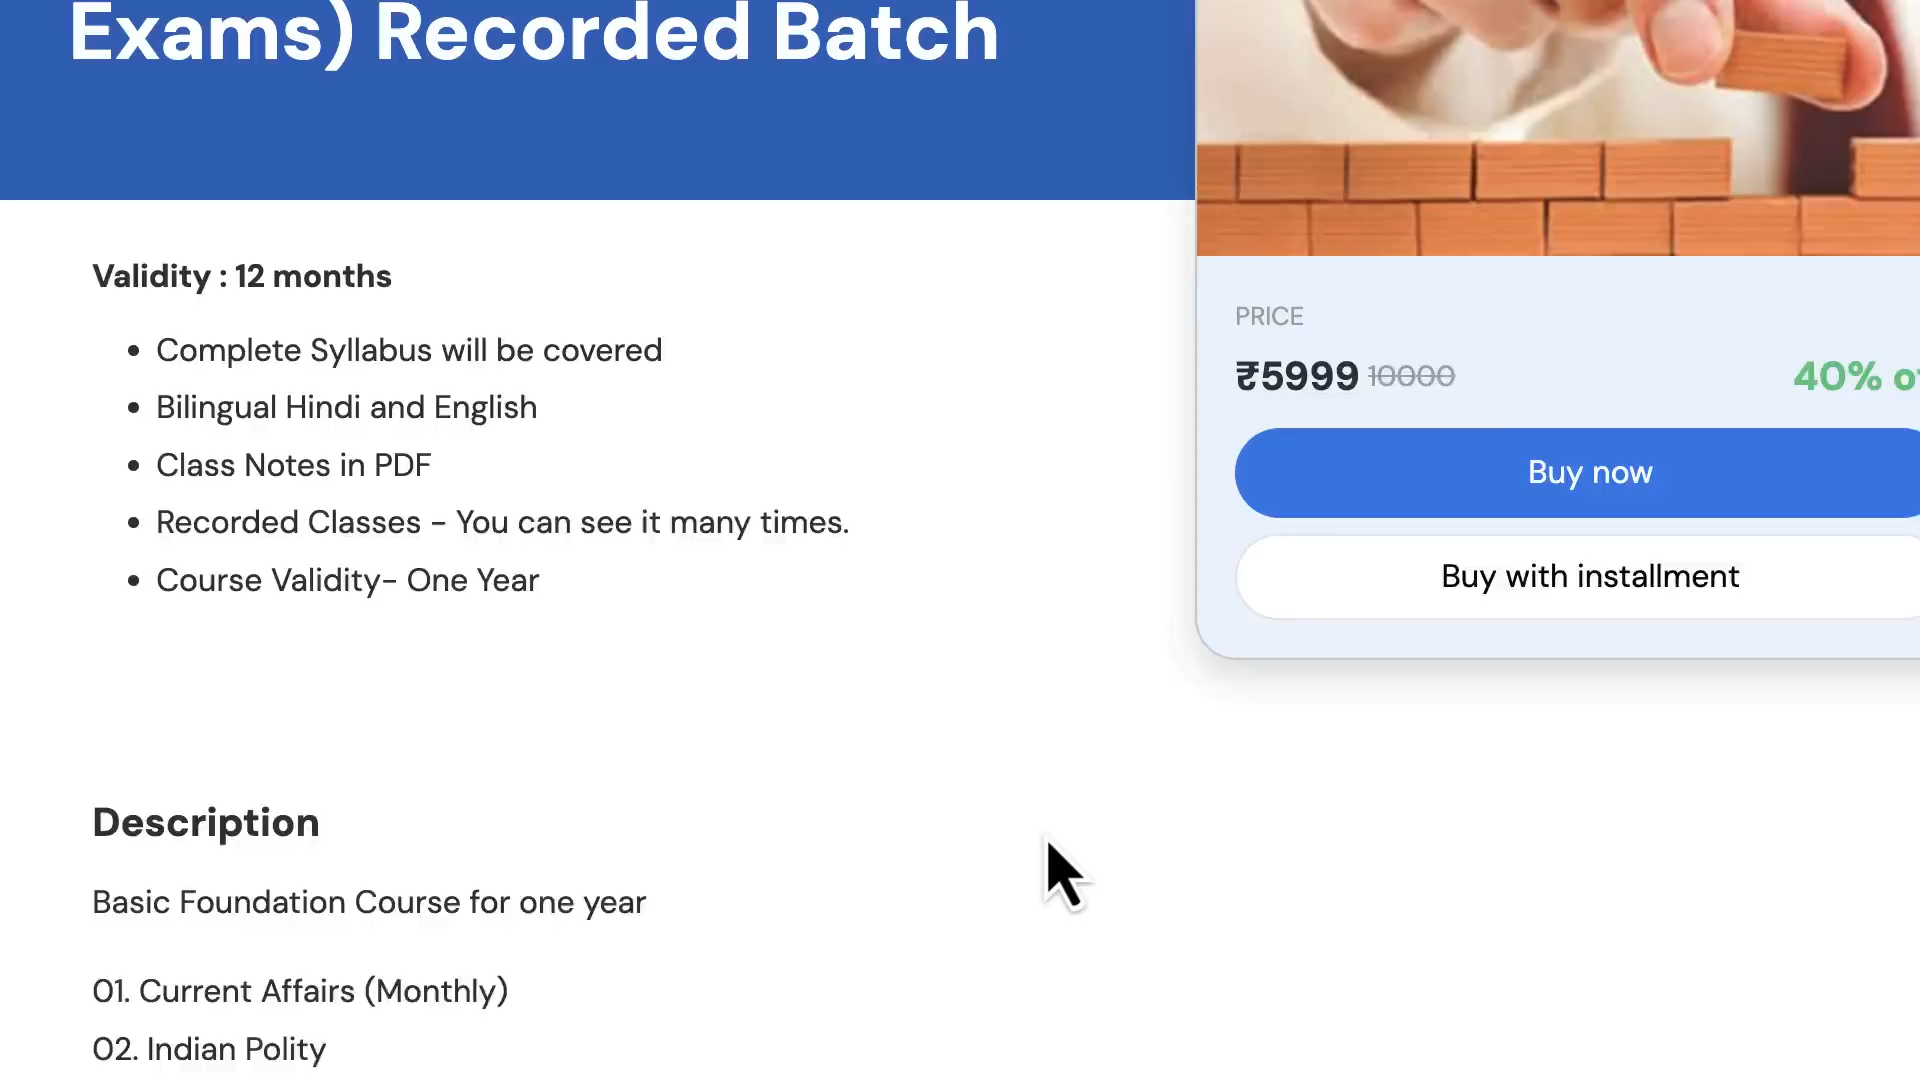 Exams) Recorded Batch
Validity : 12 months
Complete Syllabus will be covered
Bilingual Hindi and English
Class Notes in PDF
Recorded Classes - You can see it many times.
Course Validity- One Year
PRICE
₹5999 10000
40%
Buy now
Buy with installment
Description
Basic Foundation Course for one year
01. Current Affairs (Monthly)
02. Indian Polity